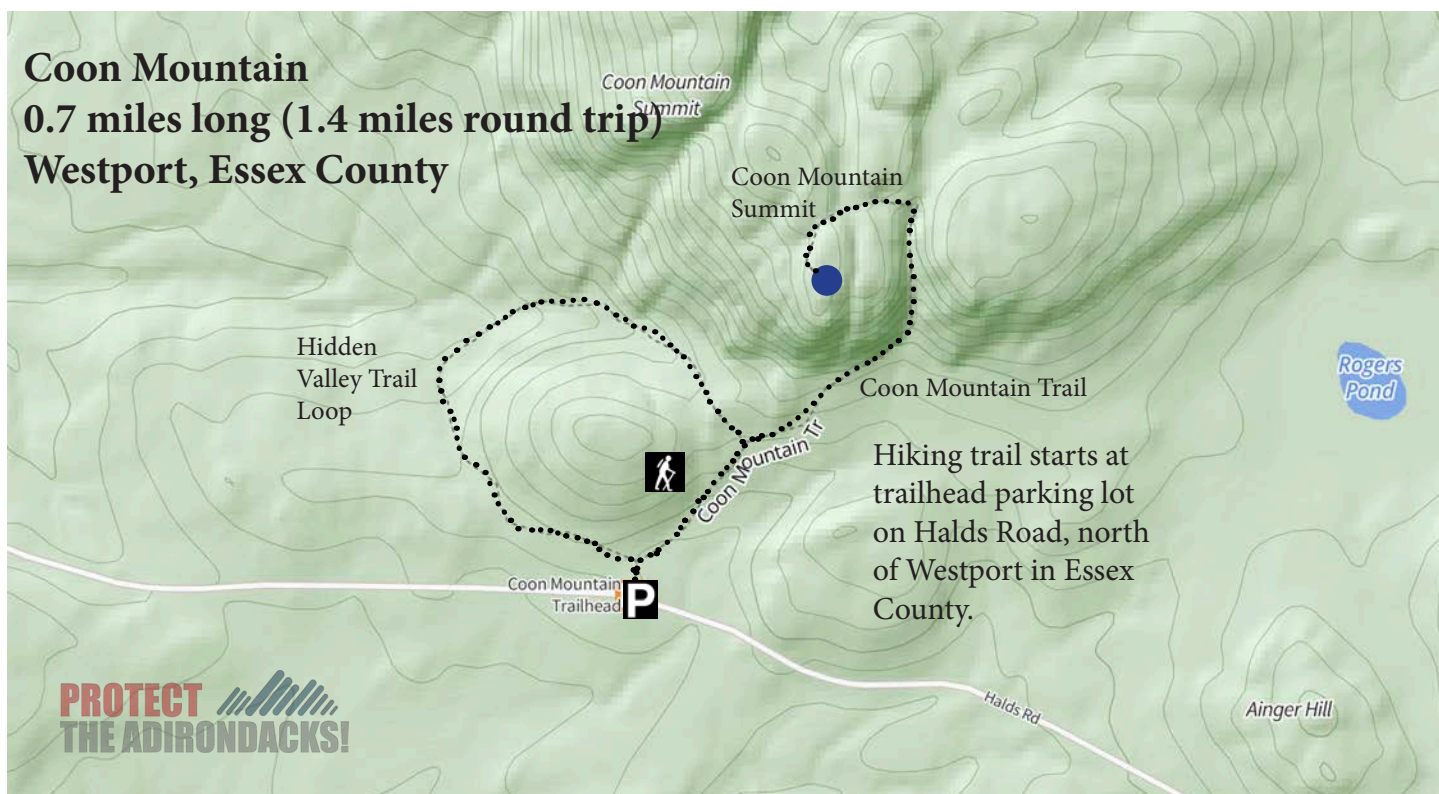 Coon Mountain
0.7 miles long (1.4 miles round trip)
Westport, Essex County
Coon Mountain
Summit
Coon Mountain
Summit
Hidden
Valley Trail
Loop
Rogers
Pond
Coon Mountain Trail
Coon Mountain Tr
Hiking trail starts at
trailhead parking lot
on Halds Road, north
of Westport in Essex
County.
Coon Mountain
Trailhead
P
Halds Rd
Ainger Hill
PROTECT
THE ADIRONDACKS!